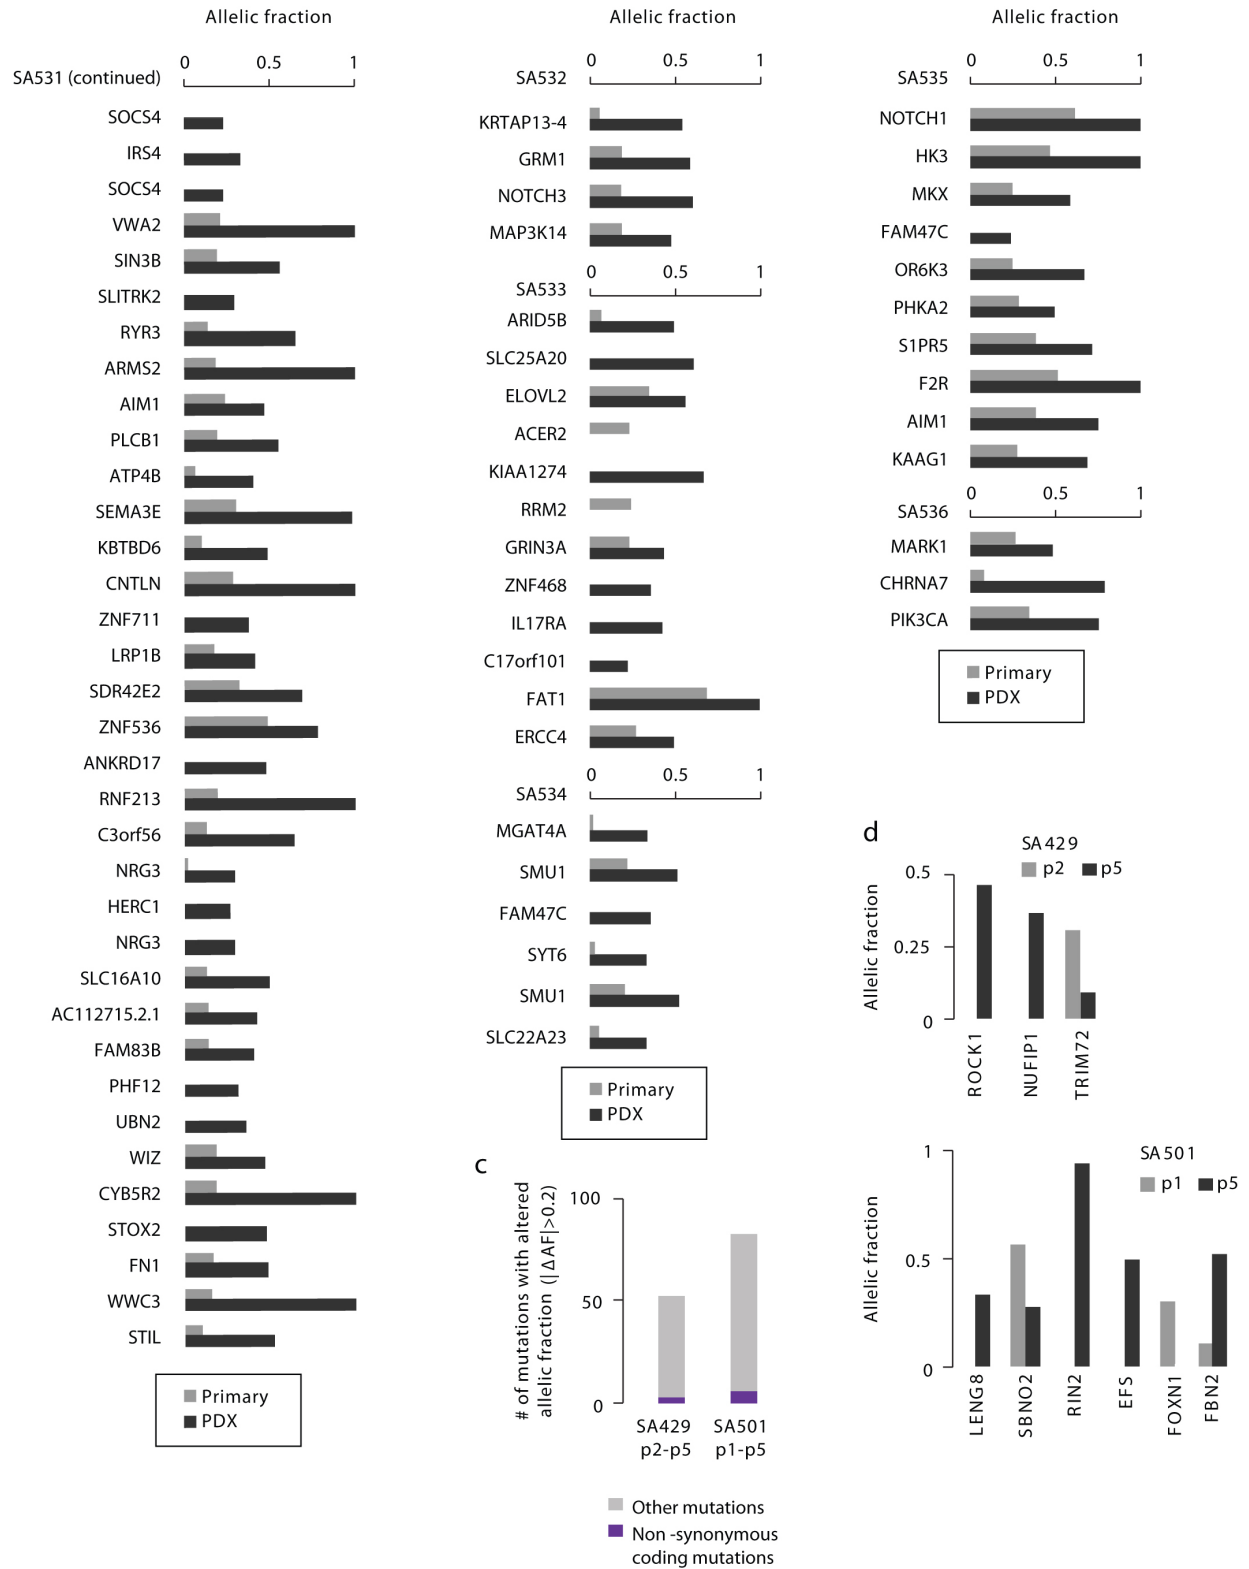 Allelic fraction
0 0.5 1
SA531 (continued)
SOCS4
IRS4
SOCS4
VWA2
SIN3B
SLITRK2
RYR3
ARMS2
AIM1
PLCB1
ATP4B
SEMA3E
KBTBD6
CNTLN
ZNF711
LRP1B
SDR42E2
ZNF536
ANKRD17
RNF213
C3orf56
NRG3
HERC1
NRG3
SLC16A10
AC112715.2.1
FAM83B
PHF12
UBN2
WIZ
CYB5R2
STOX2
FN1
WWC3
STIL
Primary
PDX
Allelic fraction
0 0.5 1
SA532
KRTAP13-4
GRM1
NOTCH3
MAP3K14
0 0.5 1
SA533
ARID5B
SLC25A20
ELOVL2
ACER2
KIAA1274
RRM2
GRIN3A
ZNF468
IL17RA
C17orf101
FAT1
ERCC4
0 0.5 1
SA534
MGAT4A
SMU1
FAM47C
SYT6
SMU1
SLC22A23
Primary
PDX
Allelic fraction
0 0.5 1
SA535
NOTCH1
HK3
MKX
FAM47C
OR6K3
PHKA2
S1PR5
F2R
AIM1
KAAG1
0 0.5 1
SA536
MARK1
CHRNA7
PIK3CA
Primary
PDX
c
# of mutations with altered
allelic fraction (|ΔAF|>0.2)
100
50
0
SA429 SA501
p2-p5 p1-p5
Other mutations
Non -synonymous
coding mutations
d
SA429
p2 p5
Allelic fraction
0.5
0.25
0
ROCK1
NUFIP1
TRIM72
SA501
p1 p5
Allelic fraction
1
0.5
0
LENG8
SBNO2
RIN2
EFS
FOXN1
FBN2